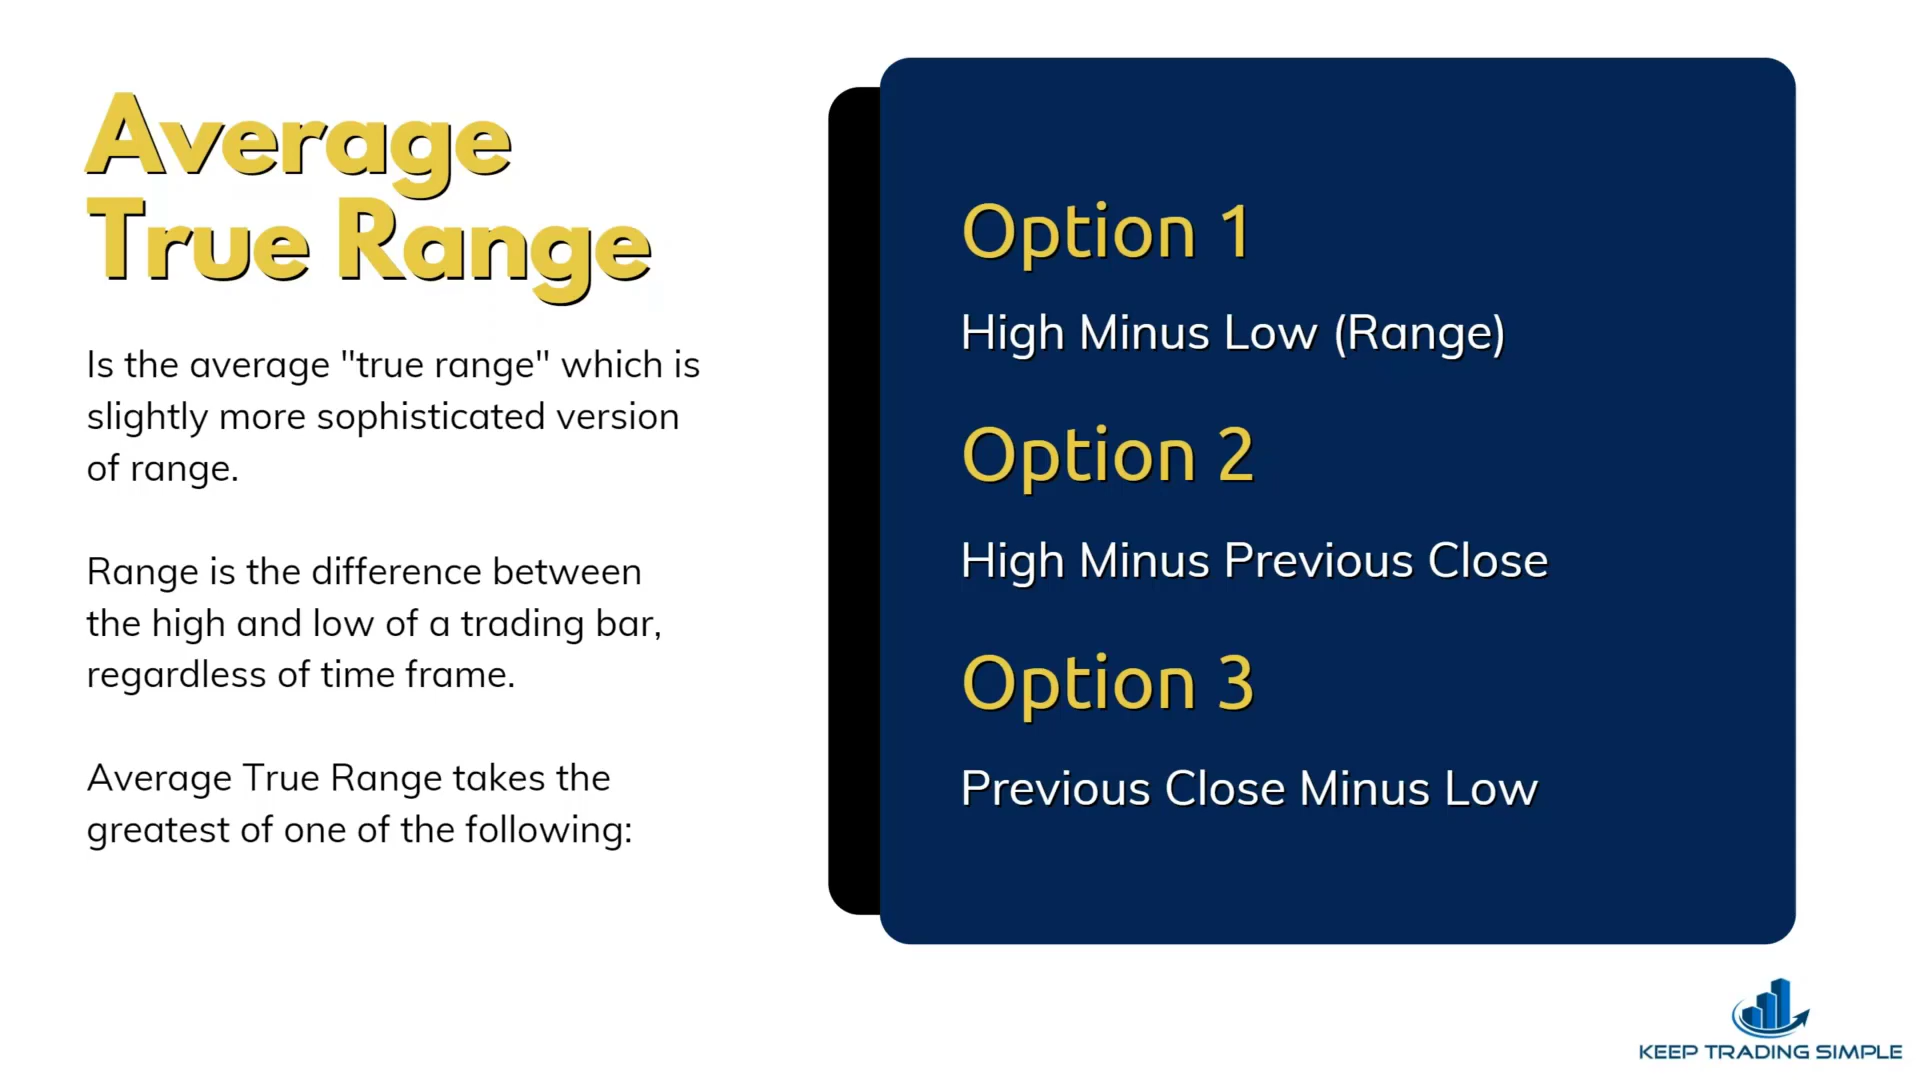 Average
True Range
Is the average "true range" which is
slightly more sophisticated version
of range.
Range is the difference between
the high and low of a trading bar,
regardless of time frame.
Average True Range takes the
greatest of one of the following:
Option 1
High Minus Low (Range)
Option 2
High Minus Previous Close
Option 3
Previous Close Minus Low
KEEP TRADING SIMPLE